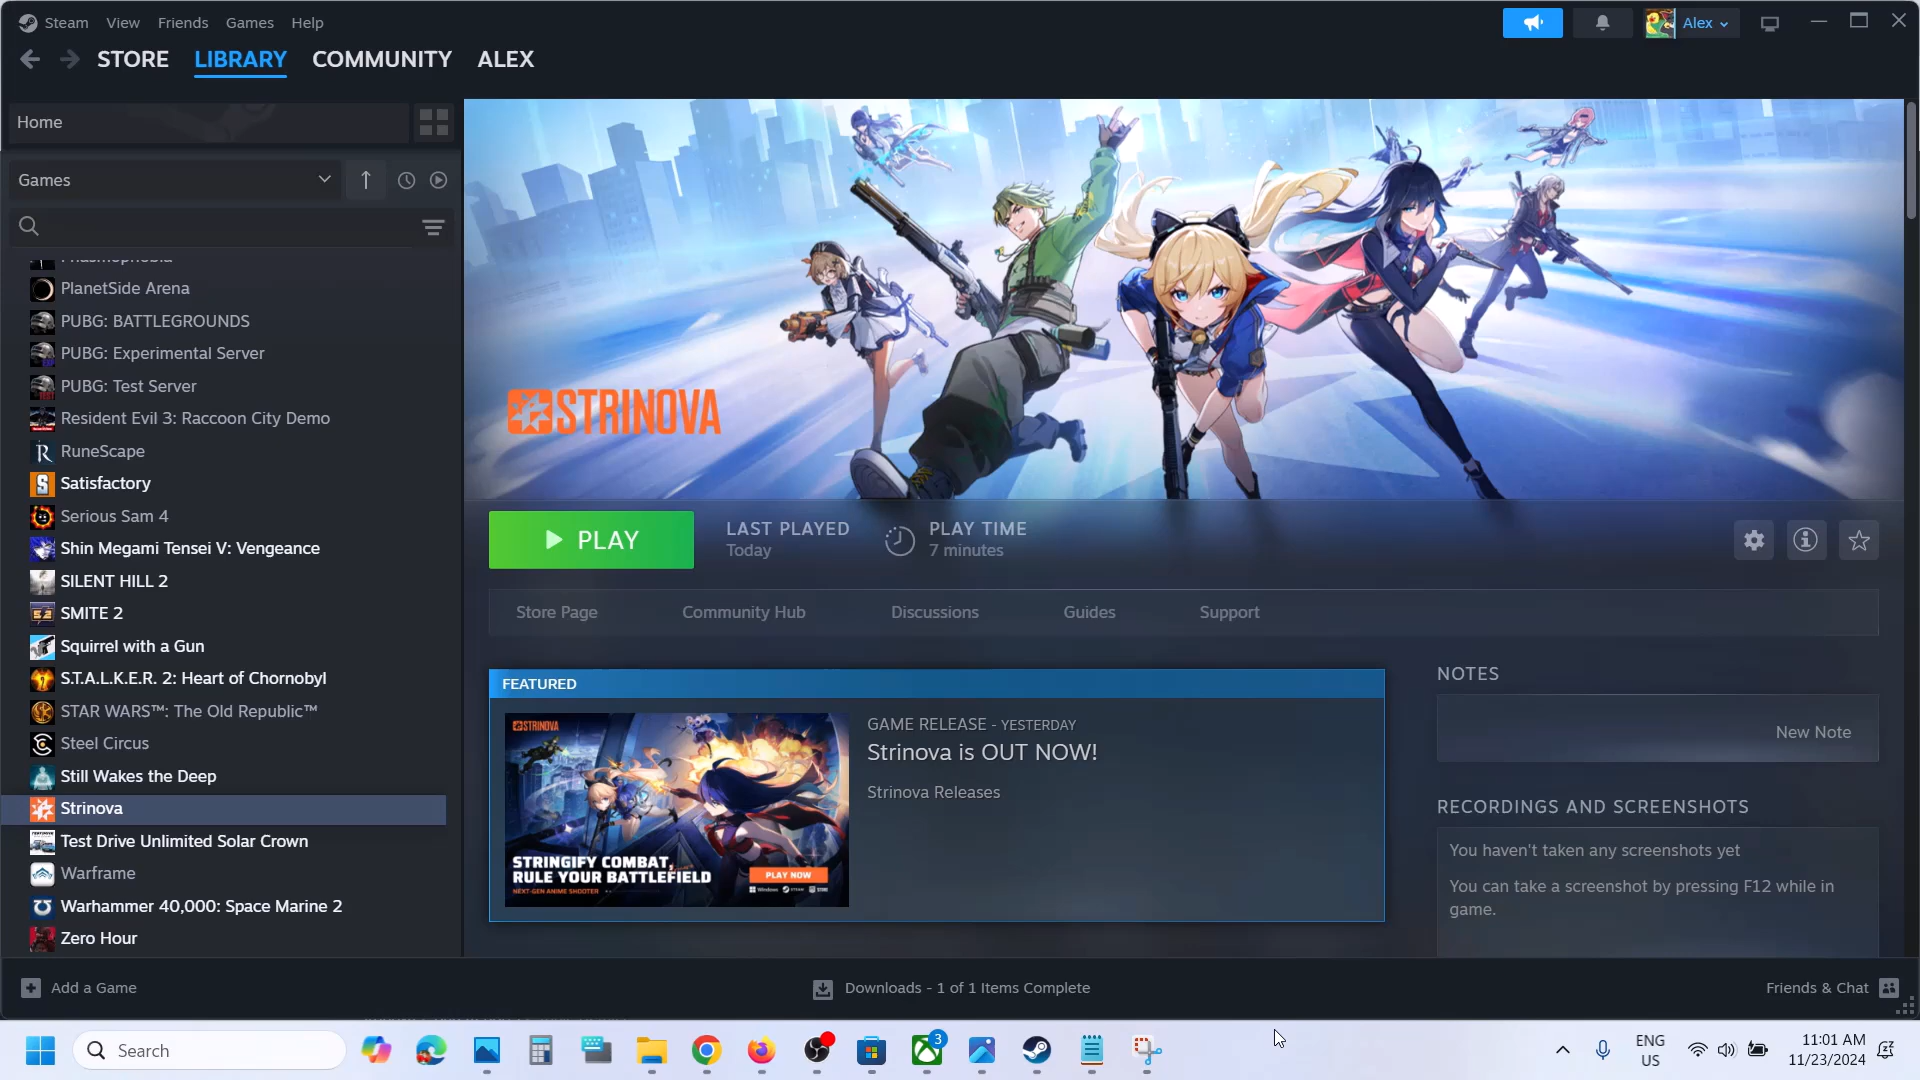 Steam View Friends Games Help
Alex
STORE LIBRARY COMMUNITY ALEX
Home
Games
PlanetSide Arena
PUBG: BATTLEGROUNDS
PUBG: Experimental Server
PUBG: Test Server
Resident Evil 3: Raccoon City Demo
RuneScape
Satisfactory
Serious Sam 4
Shin Megami Tensei V: Vengeance
SILENT HILL 2
SMITE 2
Squirrel with a Gun
S.T.A.L.K.E.R. 2: Heart of Chornobyl
STAR WARS™: The Old Republic™
Steel Circus
Still Wakes the Deep
Strinova
Test Drive Unlimited Solar Crown
Warframe
Warhammer 40,000: Space Marine 2
Zero Hour
STRINOVA
PLAY
LAST PLAYED
Today
PLAY TIME
7 minutes
Store Page Community Hub Discussions Guides Support
FEATURED
STRINOVA
STRINGIFY COMBAT,
RULE YOUR BATTLEFIELD
NEXT-GEN ANIME SHOOTER
PLAY NOW
Windows STEAM
GAME RELEASE - YESTERDAY
Strinova is OUT NOW!
Strinova Releases
NOTES
New Note
RECORDINGS AND SCREENSHOTS
You haven't taken any screenshots yet
You can take a screenshot by pressing F12 while in
game.
Add a Game
Downloads - 1 of 1 Items Complete
Friends & Chat
Search
3
ENG
US
11:01 AM
11/23/2024